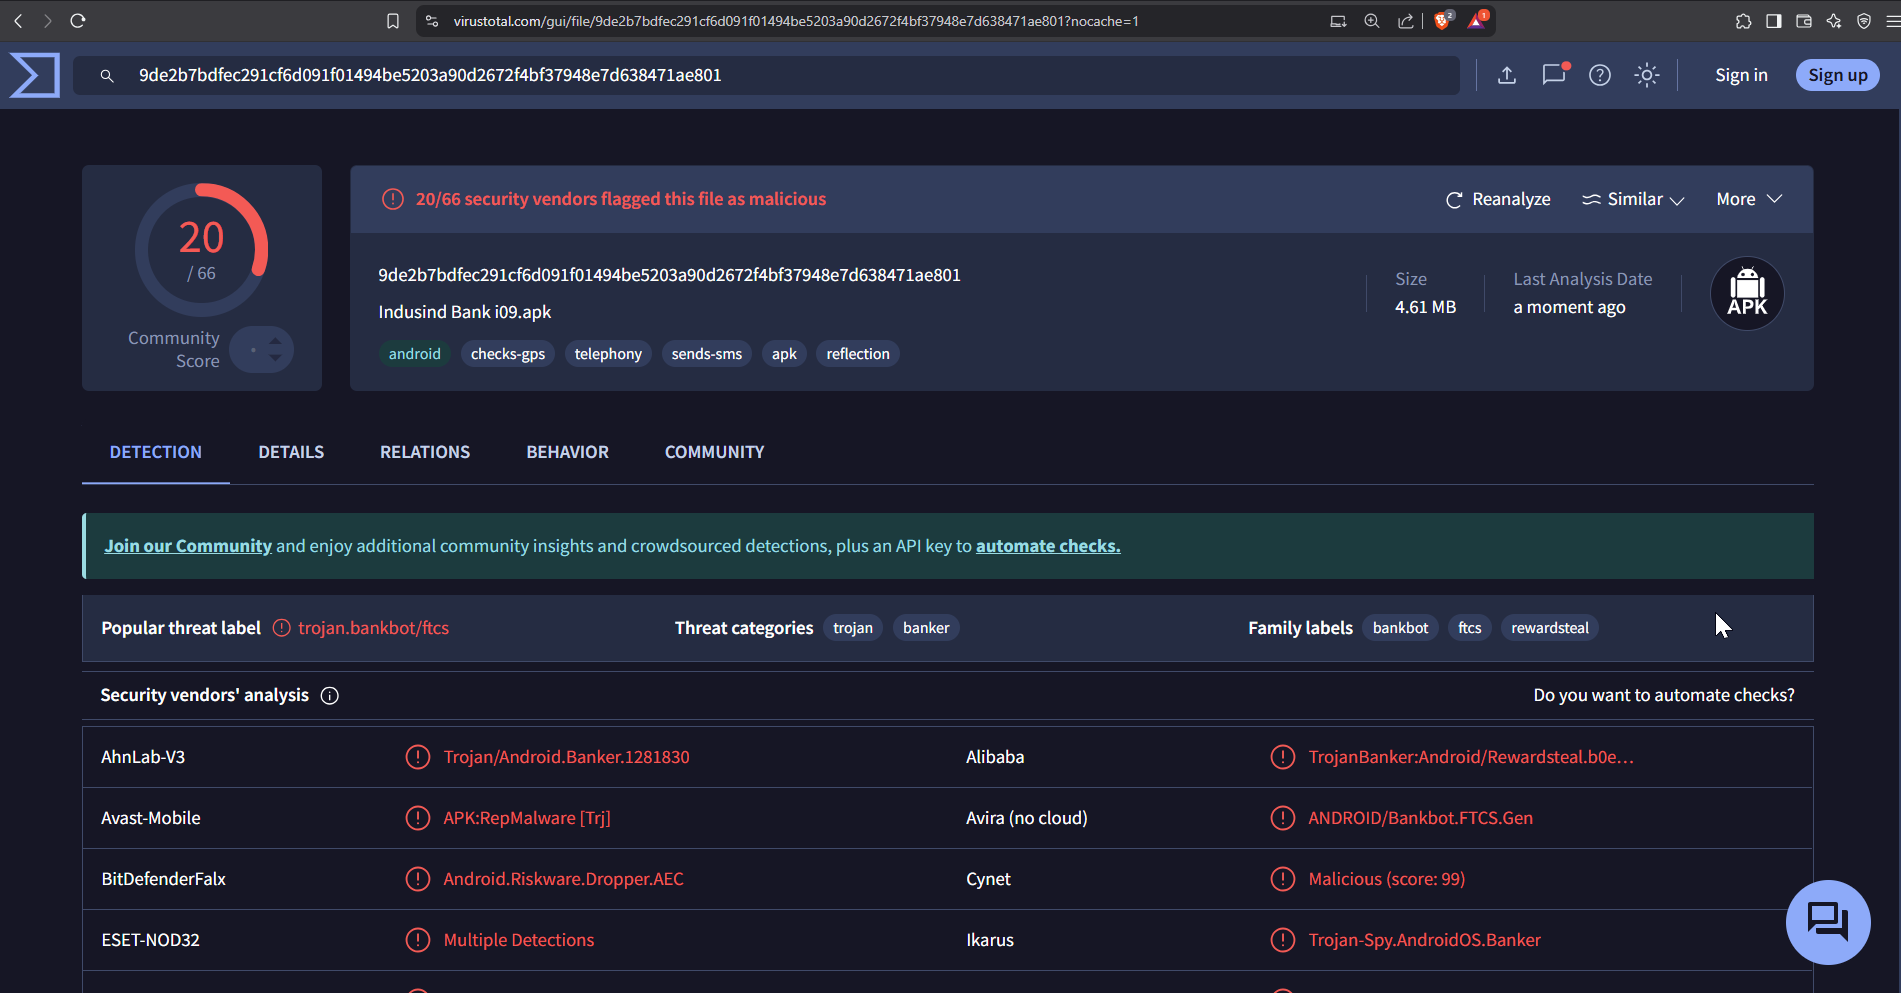 virustotal.com/gui/file/9de2b7bdfec291cf6d091f01494be5203a90d2672f4bf37948e7d638471ae801?nocache=1
2
1
9de2b7bdfec291cf6d091f01494be5203a90d2672f4bf37948e7d638471ae801
Sign in
Sign up
20
/ 66
Community
Score
20/66 security vendors flagged this file as malicious
Reanalyze
Similar
More
9de2b7bdfec291cf6d091f01494be5203a90d2672f4bf37948e7d638471ae801
Indusind Bank i09.apk
android checks-gps telephony sends-sms apk reflection
Size
4.61 MB
Last Analysis Date
a moment ago
APK
DETECTION DETAILS RELATIONS BEHAVIOR COMMUNITY
Join our Community and enjoy additional community insights and crowdsourced detections, plus an API key to automate checks.
Popular threat label trojan.bankbot/ftcs Threat categories trojan banker Family labels bankbot ftcs rewardsteal
Security vendors' analysis Do you want to automate checks?
AhnLab-V3 Trojan/Android.Banker.1281830 Alibaba TrojanBanker:Android/Rewardsteal.b0e…
Avast-Mobile APK:RepMalware [Trj] Avira (no cloud) ANDROID/Bankbot.FTCS.Gen
BitDefenderFalx Android.Riskware.Dropper.AEC Cynet Malicious (score: 99)
ESET-NOD32 Multiple Detections Ikarus Trojan-Spy.AndroidOS.Banker